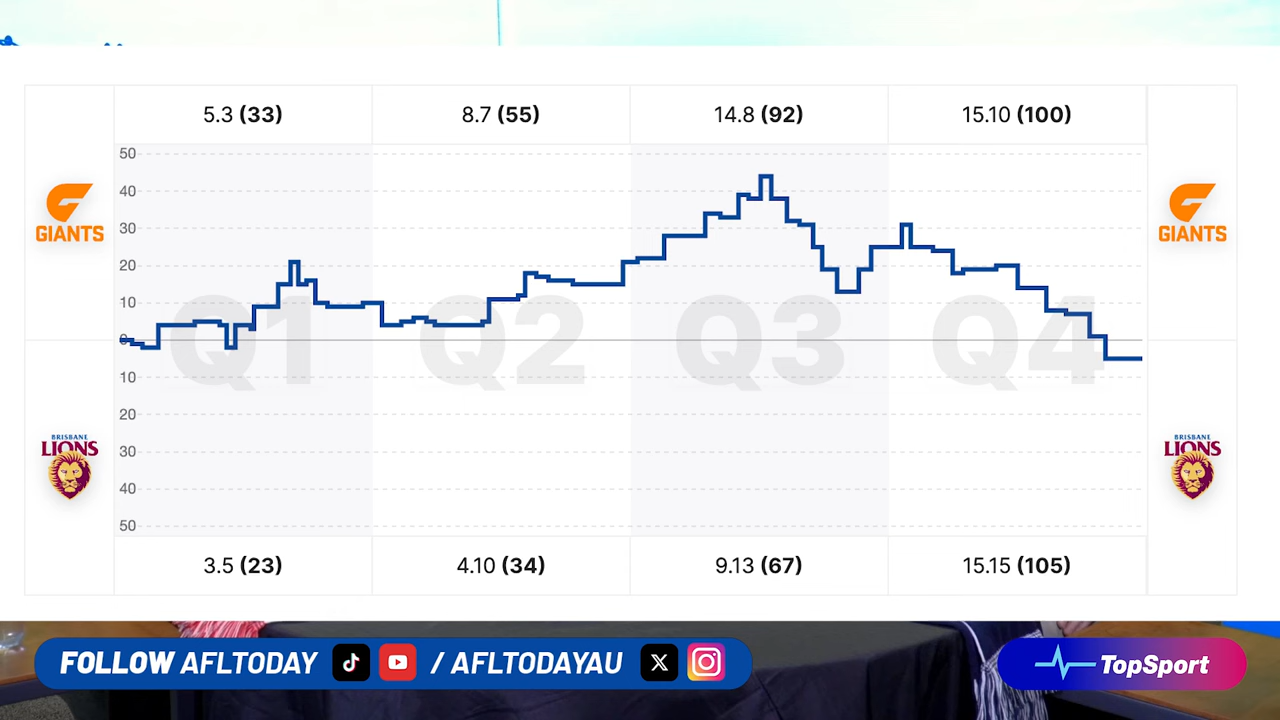 5.3 (33) 8.7 (55) 14.8 (92) 15.10 (100)
50
40
30
20
10
0
10
20
30
40
50
Q1 Q2 Q3 Q4
GIANTS
GIANTS
BRISBANE
LIONS
BRISBANE
LIONS
3.5 (23) 4.10 (34) 9.13 (67) 15.15 (105)
FOLLOW AFLTODAY / AFLTODAYAU
TopSport